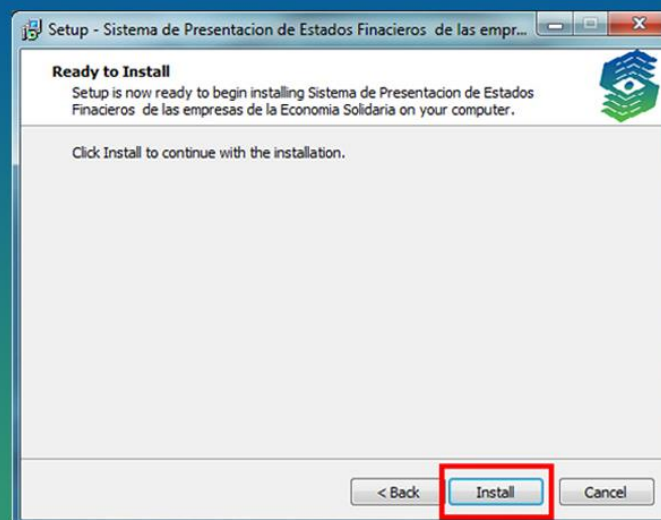 Setup - Sistema de Presentacion de Estados Finacieros de las empr...
Ready to Install
Setup is now ready to begin installing Sistema de Presentacion de Estados
Finacieros de las empresas de la Economia Solidaria on your computer.
Click Install to continue with the installation.
< Back
Install
Cancel